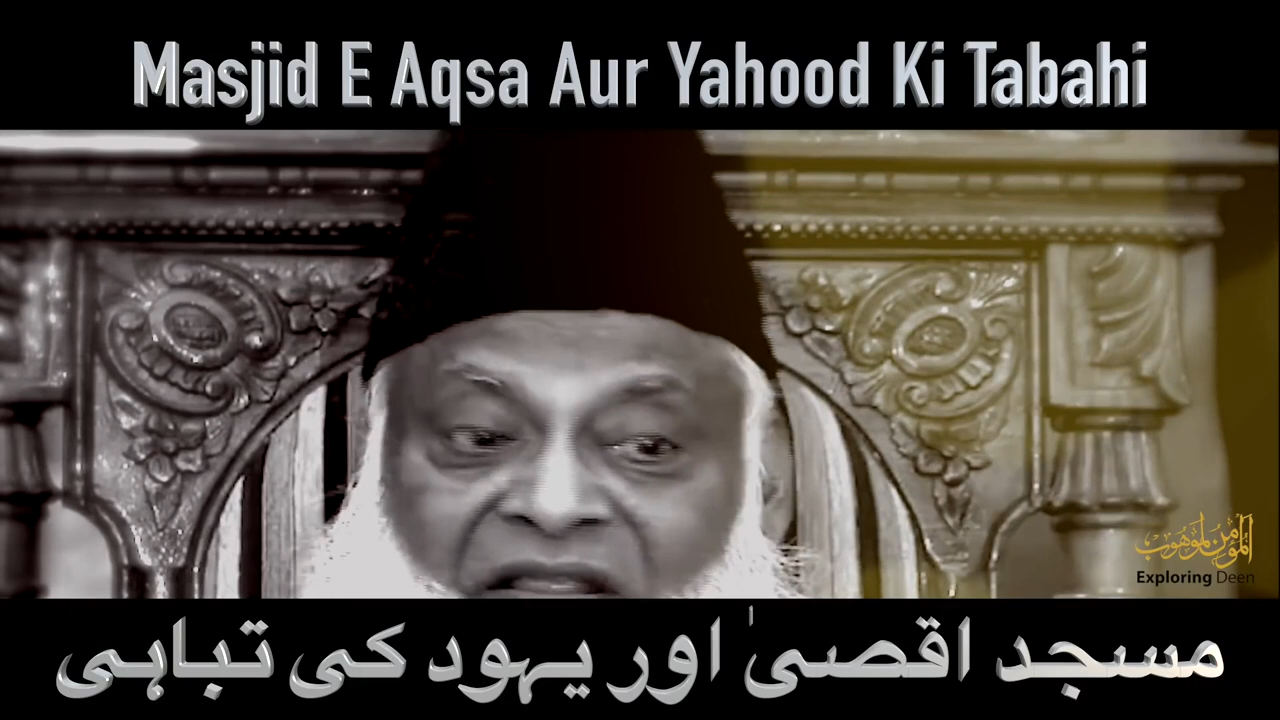 Masjid E Aqsa Aur Yahood Ki Tabahi
Exploring Deen
مسجد اقصیٰ اور یہود کی تباہی